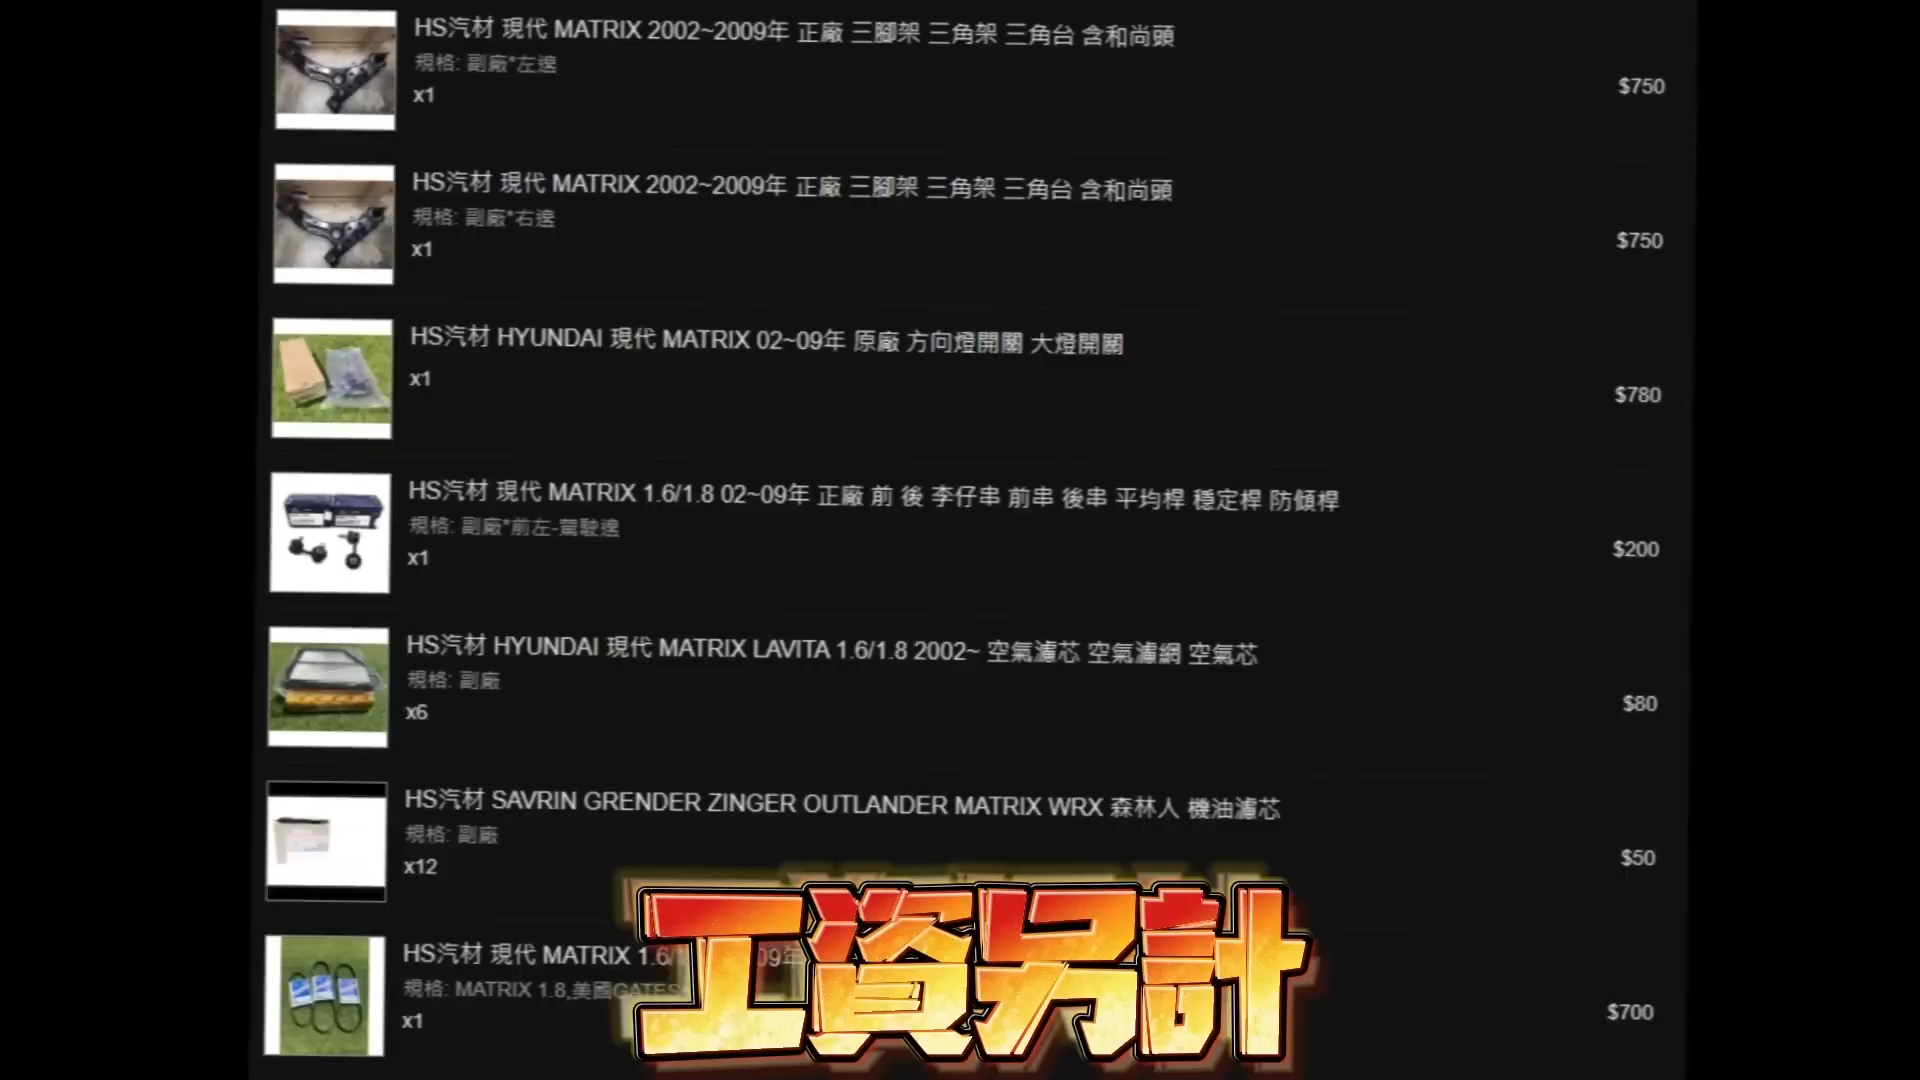 HS汽材 現代 MATRIX 2002~2009年 正廠 三腳架 三角架 三角台 含和尚頭
規格: 副廠*左邊
x1
$750
HS汽材 現代 MATRIX 2002~2009年 正廠 三腳架 三角架 三角台 含和尚頭
規格: 副廠*右邊
x1
$750
HS汽材 HYUNDAI 現代 MATRIX 02~09年 原廠 方向燈開關 大燈開關
x1
$780
HS汽材 現代 MATRIX 1.6/1.8 02~09年 正廠 前 後 李仔串 前串 後串 平均桿 穩定桿 防傾桿
規格: 副廠*前左-駕駛邊
x1
$200
HS汽材 HYUNDAI 現代 MATRIX LAVITA 1.6/1.8 2002~ 空氣濾芯 空氣濾網 空氣芯
規格: 副廠
x6
$80
HS汽材 SAVRIN GRENDER ZINGER OUTLANDER MATRIX WRX 森林人 機油濾芯
規格: 副廠
x12
$50
HS汽材 現代 MATRIX 1.6/1 09年
規格: MATRIX 1.8,美國GATES
x1
$700
工資另計